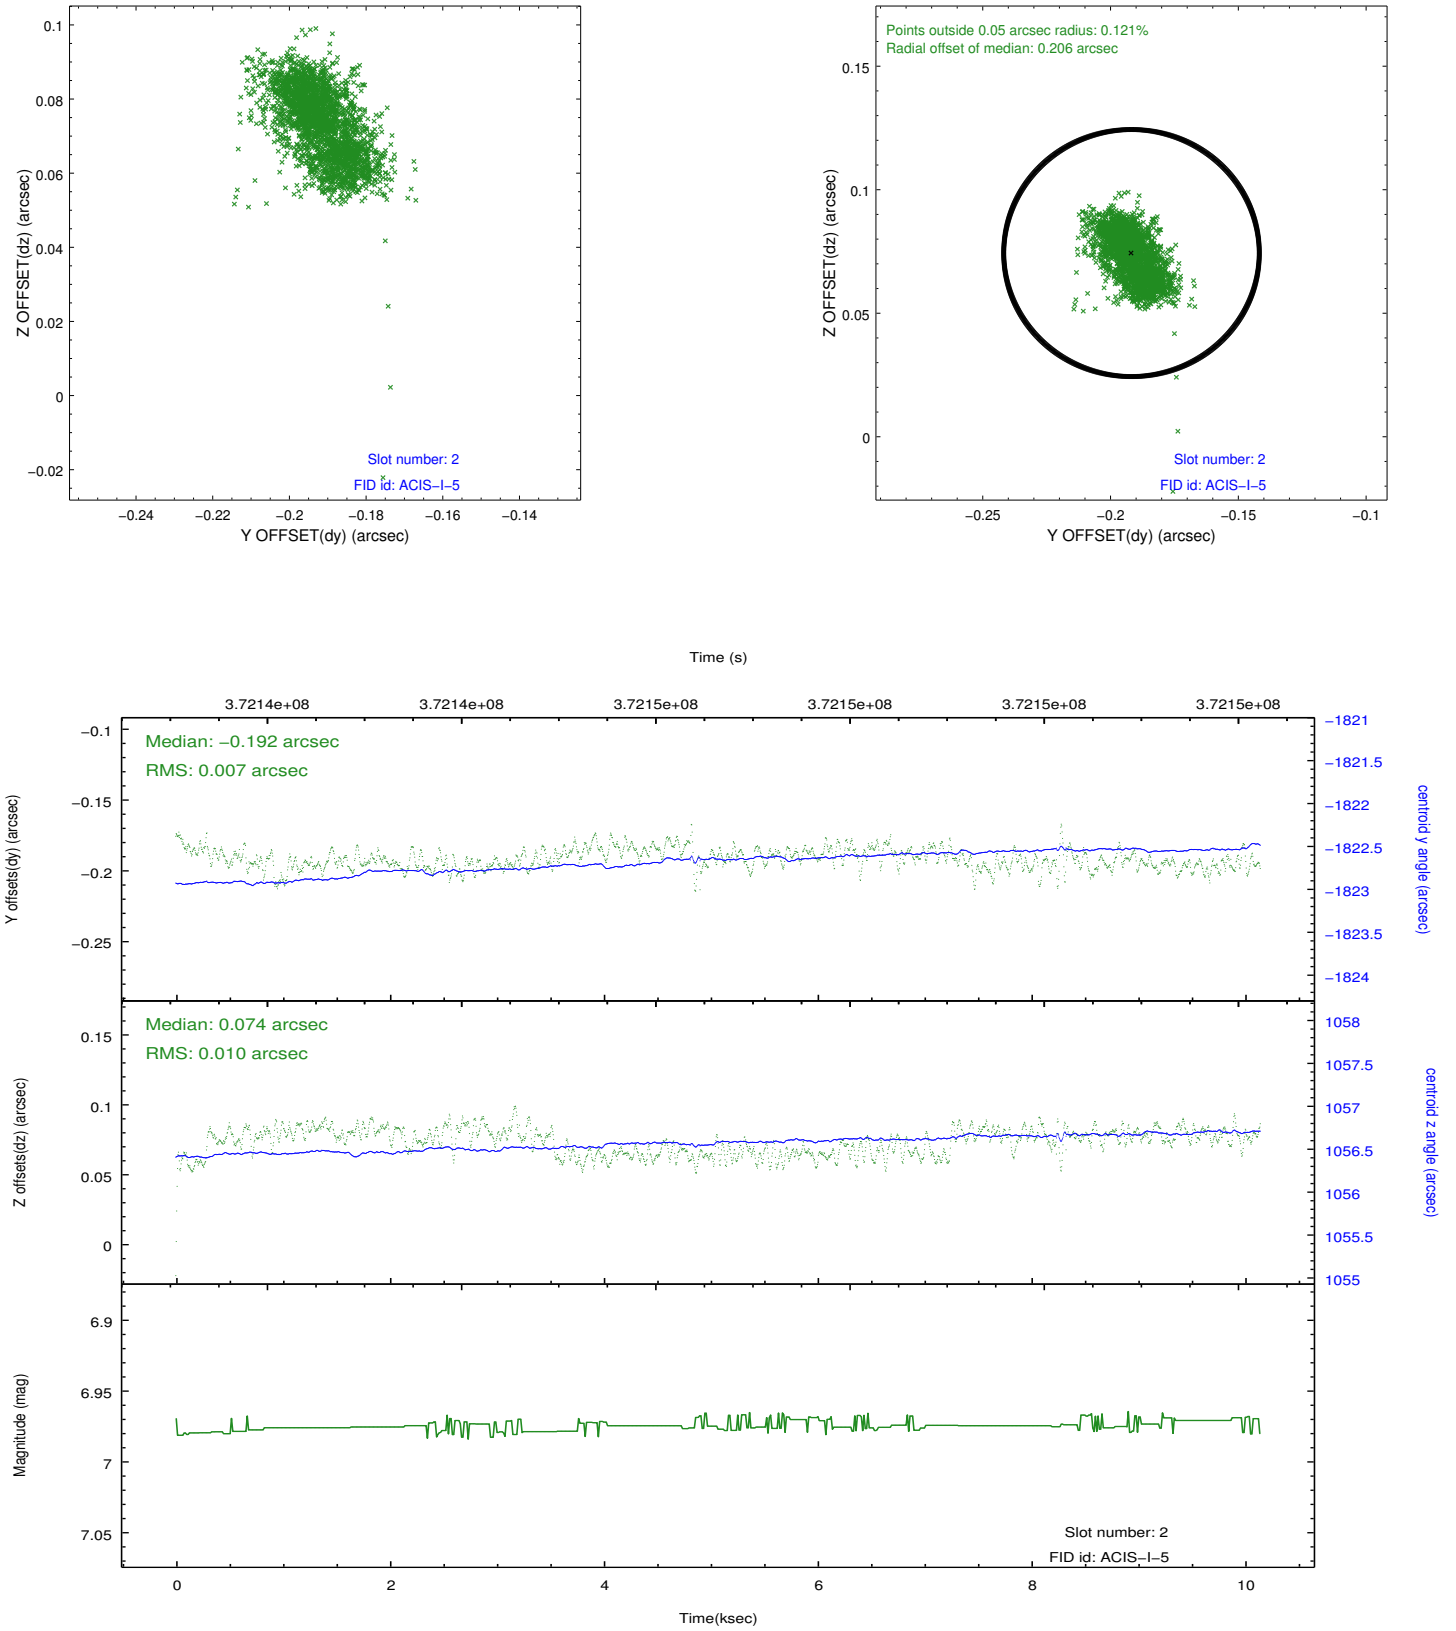 0.1
0.08
0.06
0.04
0.02
0
−0.02
Z OFFSET(dz) (arcsec)
Slot number: 2
FID id: ACIS−I−5
−0.24 −0.22 −0.2 −0.18 −0.16 −0.14
Y OFFSET(dy) (arcsec)
Points outside 0.05 arcsec radius: 0.121%
Radial offset of median: 0.206 arcsec
0.15
0.1
0.05
0
Z OFFSET(dz) (arcsec)
Slot number: 2
FID id: ACIS−I−5
−0.25 −0.2 −0.15 −0.1
Y OFFSET(dy) (arcsec)
Time (s)
3.7214e+08 3.7214e+08 3.7215e+08 3.7215e+08 3.7215e+08 3.7215e+08
Median: −0.192 arcsec
RMS: 0.007 arcsec
−0.1
−0.15
−0.2
−0.25
Y offsets(dy) (arcsec)
−1821
−1821.5
−1822
−1822.5
−1823
−1823.5
−1824
centroid y angle (arcsec)
Median: 0.074 arcsec
RMS: 0.010 arcsec
0.15
0.1
0.05
0
Z offsets(dz) (arcsec)
1058
1057.5
1057
1056.5
1056
1055.5
1055
centroid z angle (arcsec)
6.9
6.95
7
7.05
Magnitude (mag)
Slot number: 2
FID id: ACIS−I−5
0 2 4 6 8 10
Time(ksec)